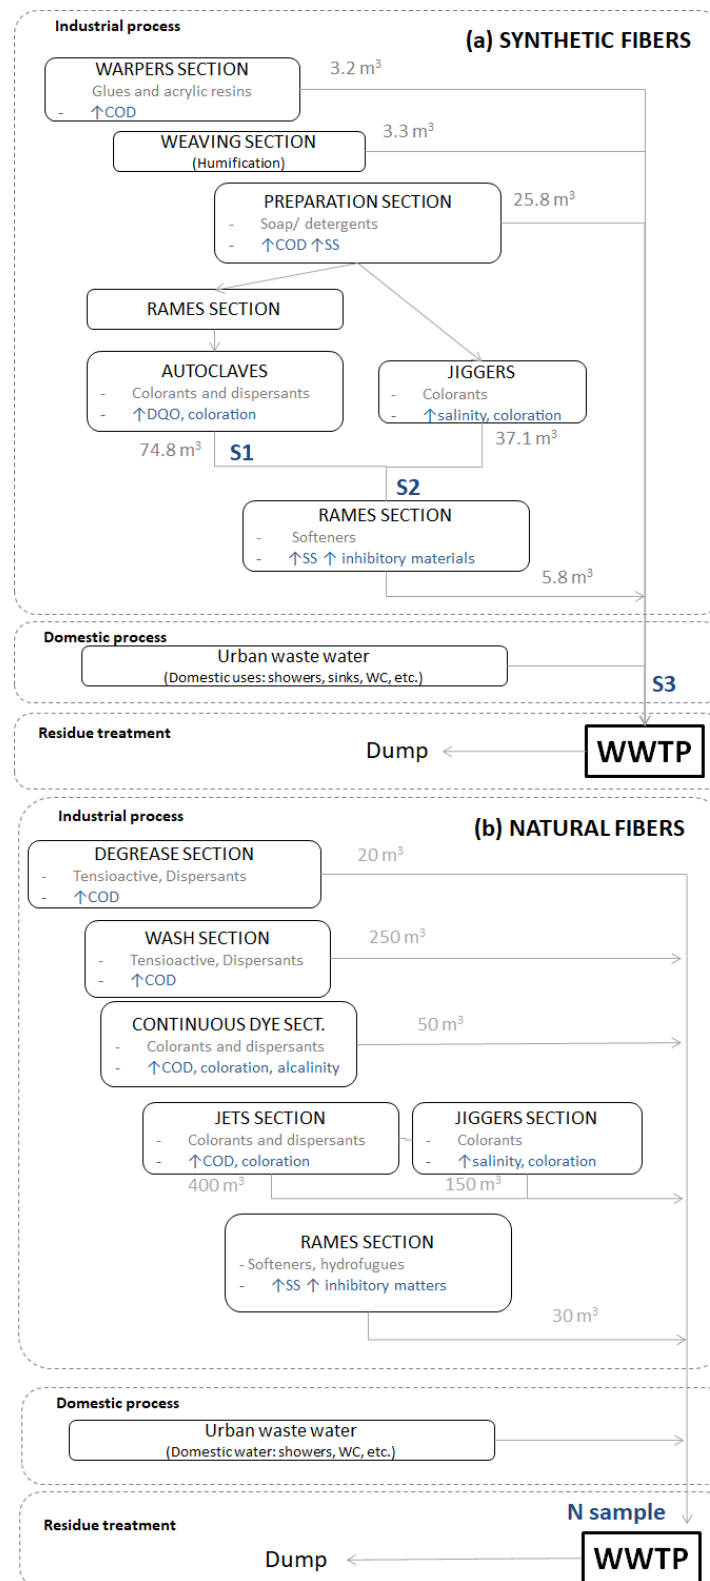 Industrial process
(a) SYNTHETIC FIBERS
WARPERS SECTION
Glues and acrylic resins
- ↑COD
3.2 m³
WEAVING SECTION
(Humification)
3.3 m³
PREPARATION SECTION
- Soap/ detergents
- ↑COD ↑SS
25.8 m³
RAMES SECTION
AUTOCLAVES
- Colorants and dispersants
- ↑DQO, coloration
JIGGERS
- Colorants
- ↑salinity, coloration
74.8 m³
S1
37.1 m³
S2
RAMES SECTION
- Softeners
- ↑SS ↑ inhibitory materials
5.8 m³
Domestic process
Urban waste water
(Domestic uses: showers, sinks, WC, etc.)
S3
Residue treatment
Dump
WWTP
Industrial process
(b) NATURAL FIBERS
DEGREASE SECTION
- Tensioactive, Dispersants
- ↑COD
20 m³
WASH SECTION
- Tensioactive, Dispersants
- ↑COD
250 m³
CONTINUOUS DYE SECT.
- Colorants and dispersants
- ↑COD, coloration, alcalinity
50 m³
JETS SECTION
- Colorants and dispersants
- ↑COD, coloration
JIGGERS SECTION
- Colorants
- ↑salinity, coloration
400 m³
150 m³
RAMES SECTION
- Softeners, hydrofugues
- ↑SS ↑ inhibitory matters
30 m³
Domestic process
Urban waste water
(Domestic water: showers, WC, etc.)
N sample
Residue treatment
Dump
WWTP